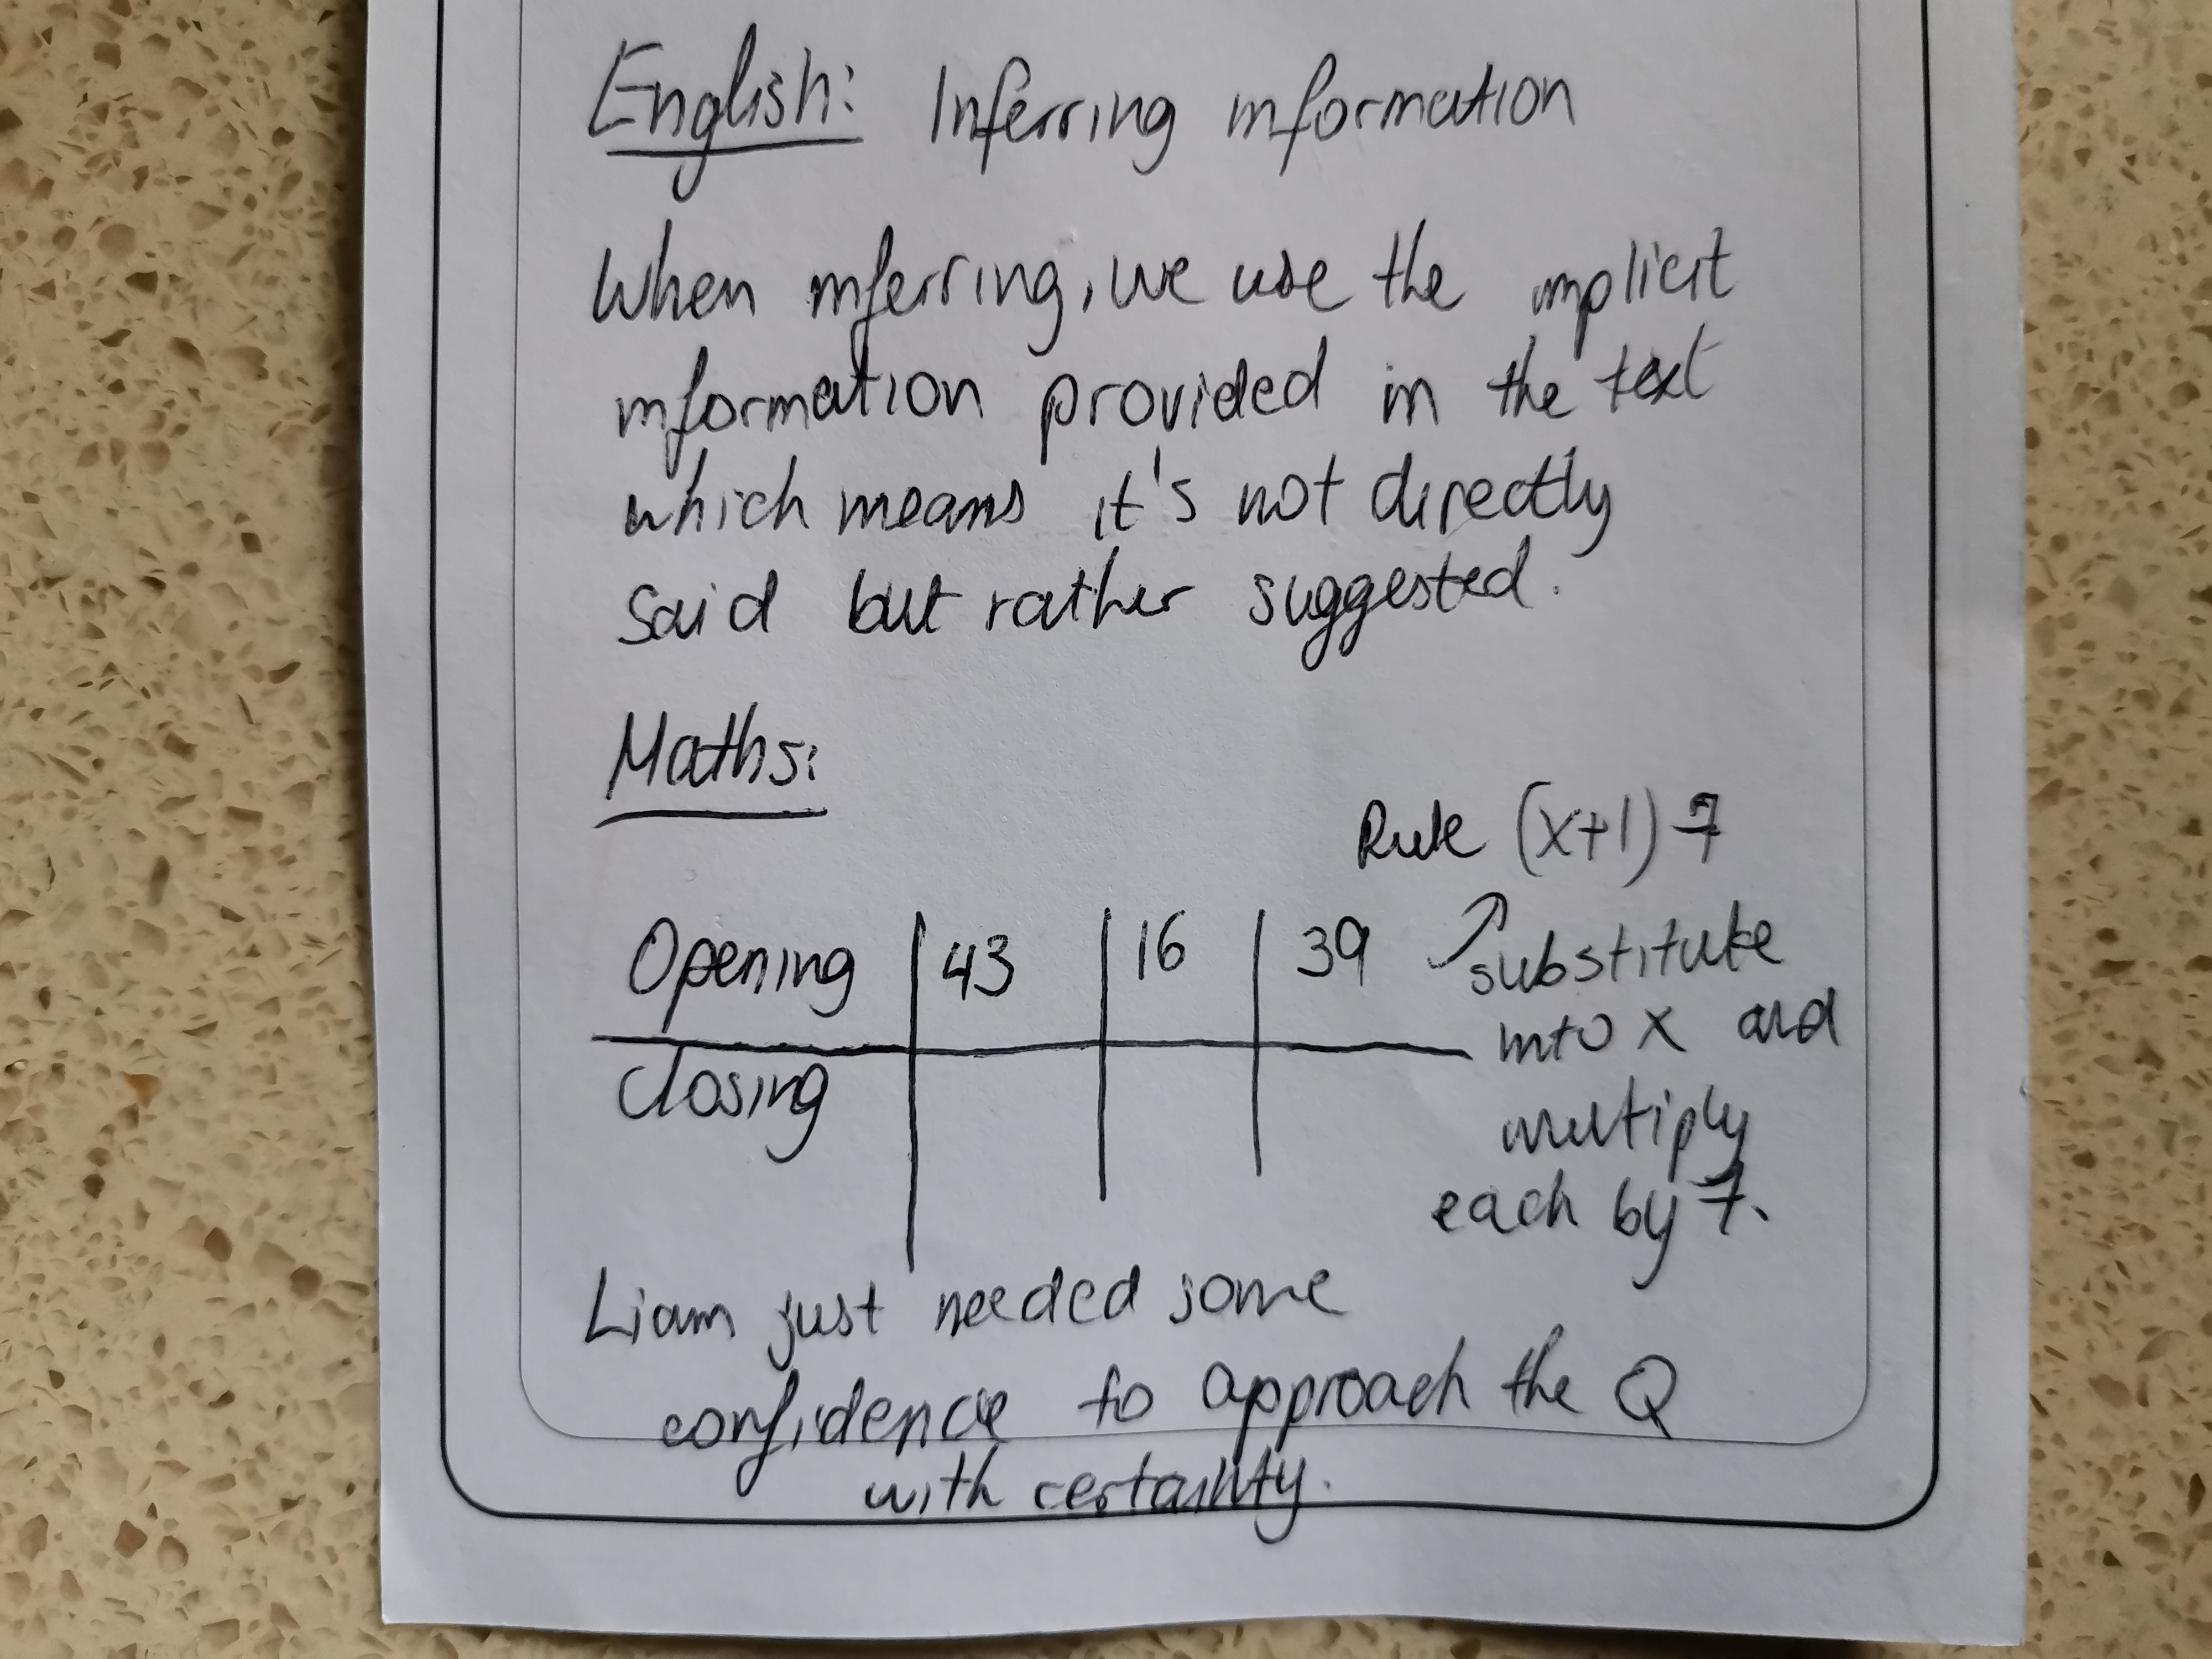 English: Inferring information
When inferring, we use the implicit
information provided in the text
which means it's not directly
said but rather suggested.
Maths:
Rule (x+1) 7
Opening 43 16 39
substitute
into x and
Closing
multiply
each by 7.
Liam just needed some
confidence to approach the Q
with certainty.